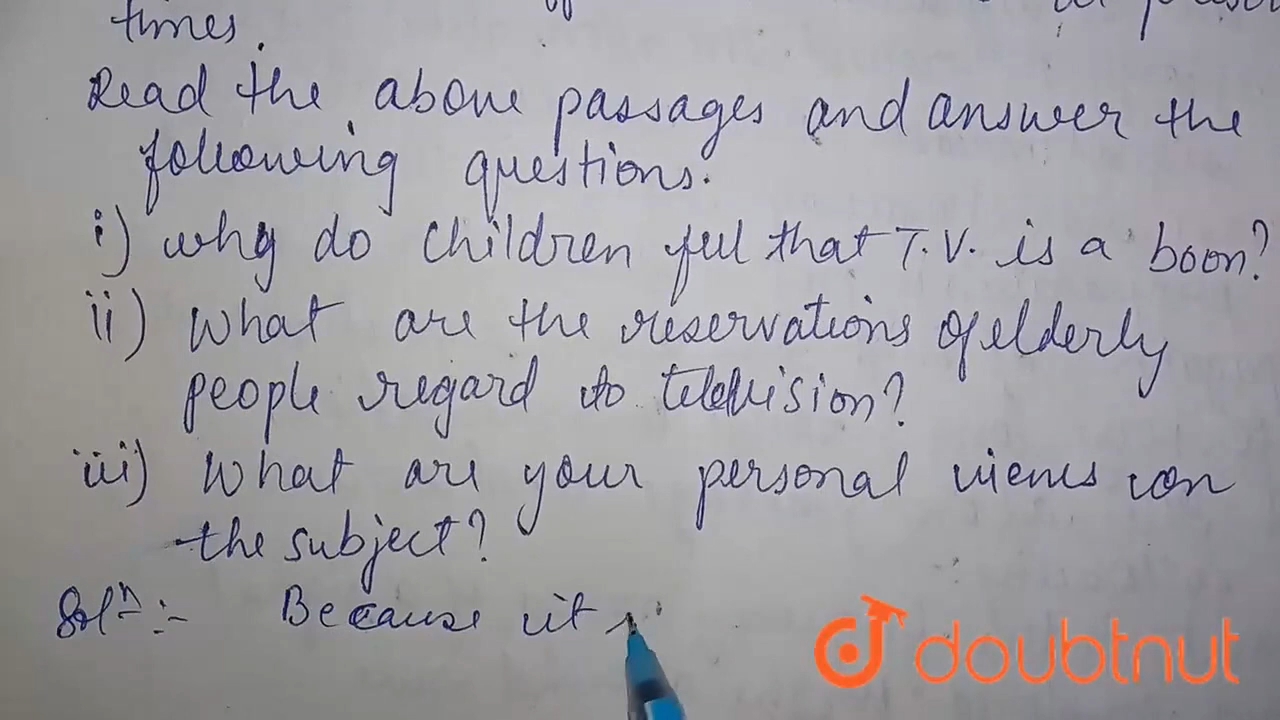 times.
Read the above passages and answer the
following questions.
i) why do children feel that T.V. is a boon?
ii) What are the reservations of elderly
people regard to television?
iii) What are your personal views on
the subject?
Solⁿ :- Because it
doubtnut